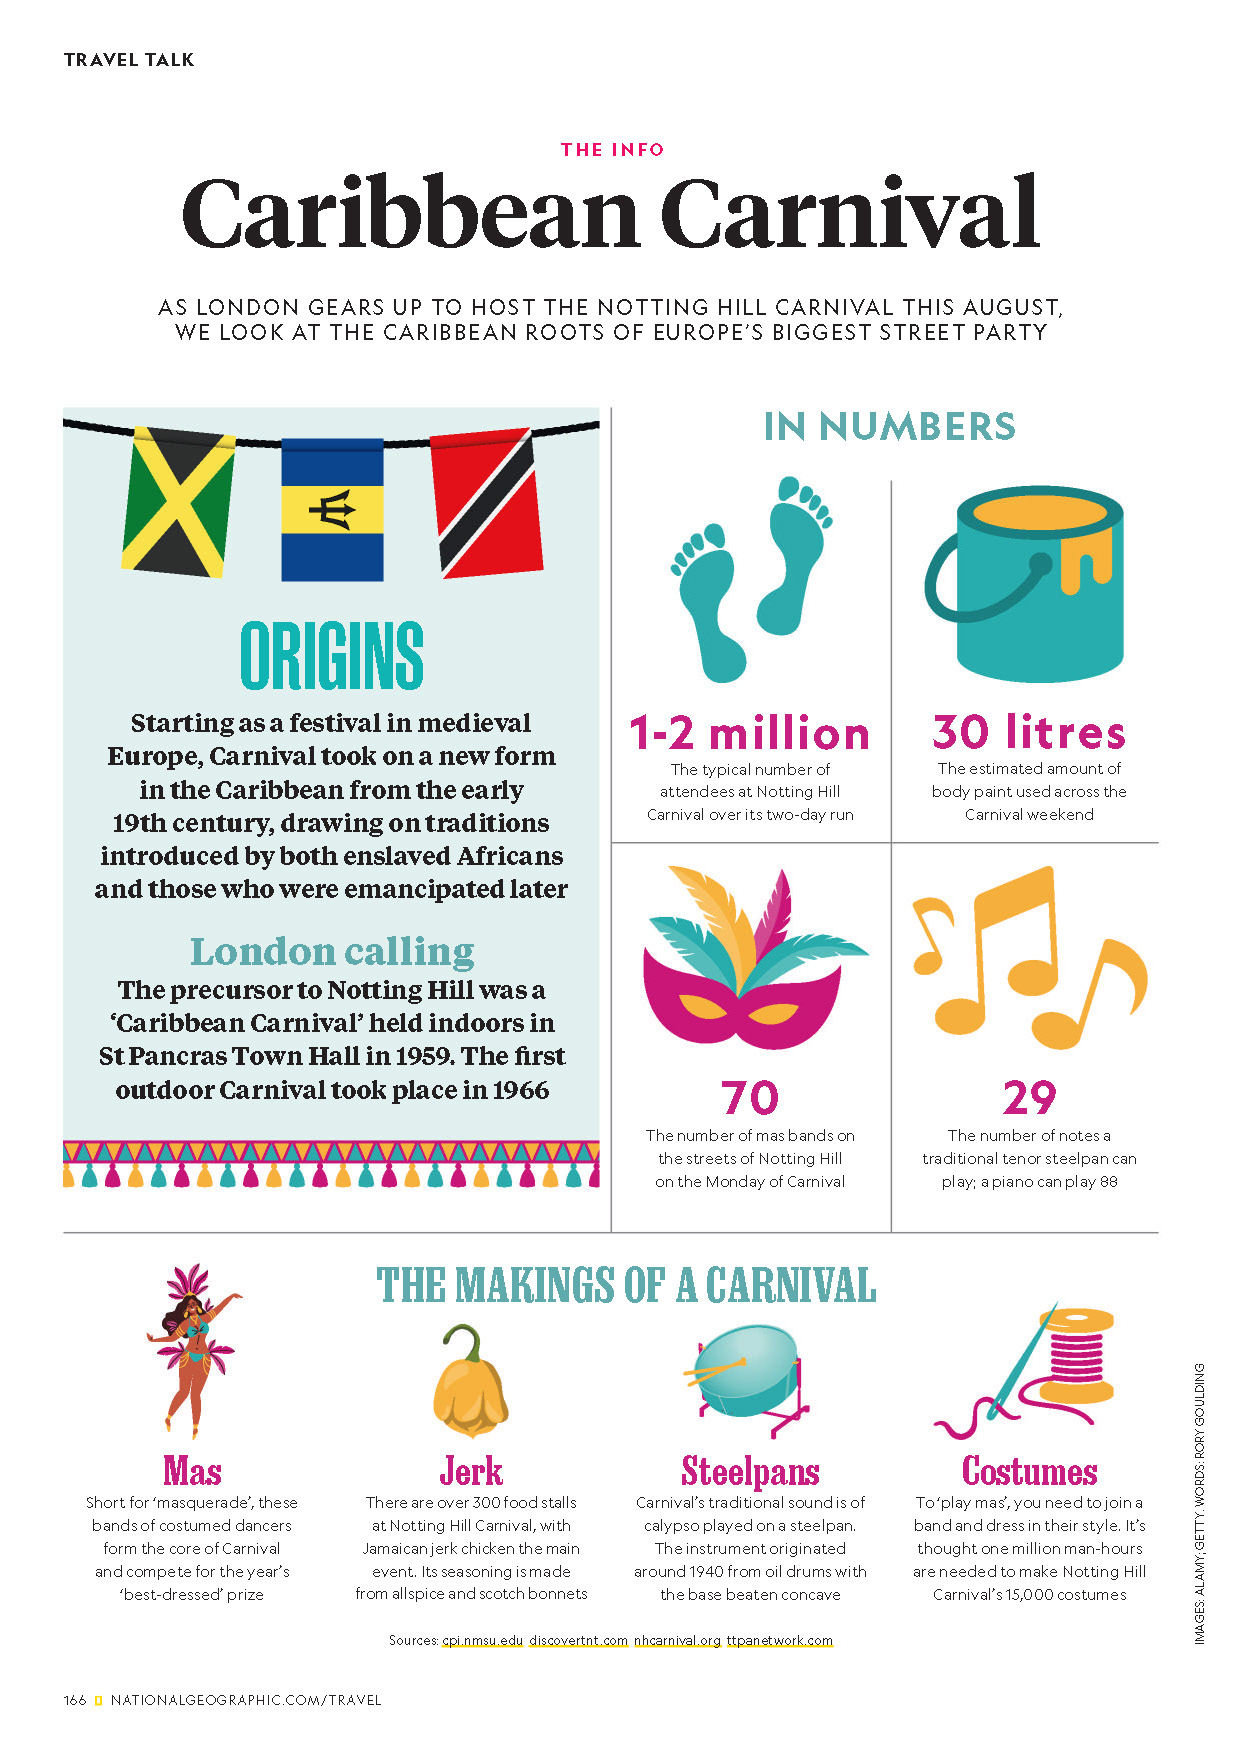 TRAVEL TALK
THE INFO
Caribbean Carnival
AS LONDON GEARS UP TO HOST THE NOTTING HILL CARNIVAL THIS AUGUST,
WE LOOK AT THE CARIBBEAN ROOTS OF EUROPE’S BIGGEST STREET PARTY
ORIGINS
Starting as a festival in medieval
Europe, Carnival took on a new form
in the Caribbean from the early
19th century, drawing on traditions
introduced by both enslaved Africans
and those who were emancipated later
London calling
The precursor to Notting Hill was a
‘Caribbean Carnival’ held indoors in
St Pancras Town Hall in 1959. The first
outdoor Carnival took place in 1966
IN NUMBERS
1-2 million
The typical number of
attendees at Notting Hill
Carnival over its two-day run
30 litres
The estimated amount of
body paint used across the
Carnival weekend
70
The number of mas bands on
the streets of Notting Hill
on the Monday of Carnival
29
The number of notes a
traditional tenor steelpan can
play; a piano can play 88
THE MAKINGS OF A CARNIVAL
Mas
Short for ‘masquerade’, these
bands of costumed dancers
form the core of Carnival
and compete for the year’s
‘best-dressed’ prize
Jerk
There are over 300 food stalls
at Notting Hill Carnival, with
Jamaican jerk chicken the main
event. Its seasoning is made
from allspice and scotch bonnets
Steelpans
Carnival’s traditional sound is of
calypso played on a steelpan.
The instrument originated
around 1940 from oil drums with
the base beaten concave
Costumes
To ‘play mas’, you need to join a
band and dress in their style. It’s
thought one million man-hours
are needed to make Notting Hill
Carnival’s 15,000 costumes
Sources: cpi.nmsu.edu discovertnt.com nhcarnival.org ttpanetwork.com
IMAGES: ALAMY; GETTY. WORDS: RORY GOULDING
166 NATIONALGEOGRAPHIC.COM/TRAVEL